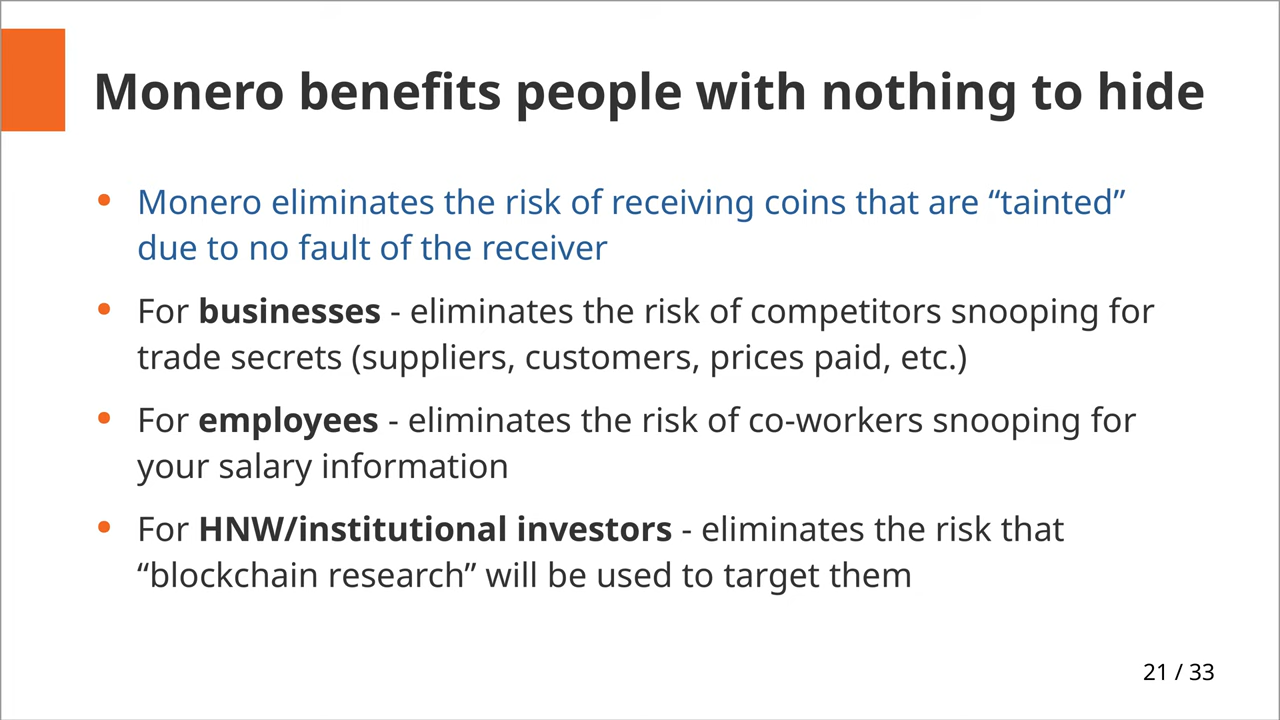 Monero benefits people with nothing to hide
• Monero eliminates the risk of receiving coins that are “tainted”
due to no fault of the receiver
• For businesses - eliminates the risk of competitors snooping for
trade secrets (suppliers, customers, prices paid, etc.)
• For employees - eliminates the risk of co-workers snooping for
your salary information
• For HNW/institutional investors - eliminates the risk that
“blockchain research” will be used to target them
21 / 33